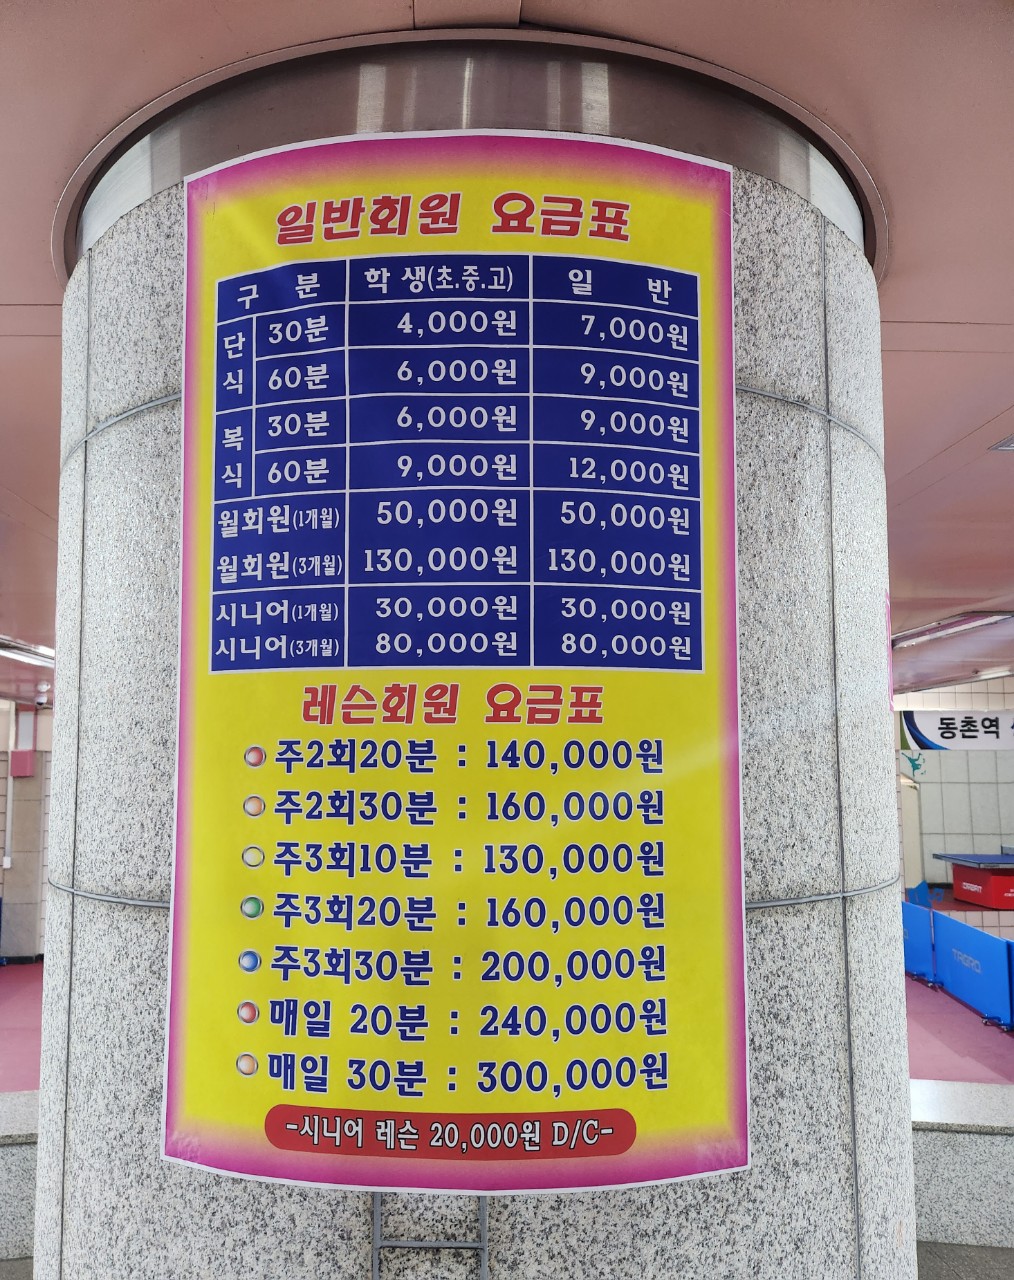 일반회원 요금표
구 분 학 생(초.중.고) 일 반
단식 30분 4,000원 7,000원
60분 6,000원 9,000원
복식 30분 6,000원 9,000원
60분 9,000원 12,000원
월회원(1개월) 50,000원 50,000원
월회원(3개월) 130,000원 130,000원
시니어(1개월) 30,000원 30,000원
시니어(3개월) 80,000원 80,000원
레슨회원 요금표
주2회20분 : 140,000원
주2회30분 : 160,000원
주3회10분 : 130,000원
주3회20분 : 160,000원
주3회30분 : 200,000원
매일 20분 : 240,000원
매일 30분 : 300,000원
-시니어 레슨 20,000원 D/C-
동촌역